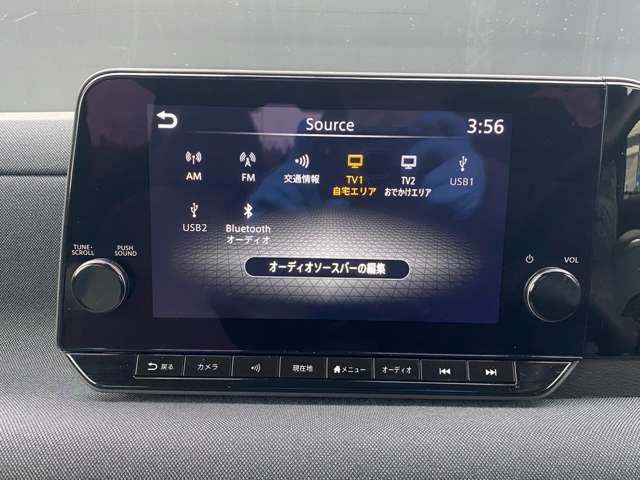 Source
3:56
AM
FM
交通情報
TV1
自宅エリア
TV2
おでかけエリア
USB1
USB2
Bluetooth
オーディオ
オーディオソースバーの編集
TUNE・
SCROLL
PUSH
SOUND
VOL
戻る
カメラ
現在地
メニュー
オーディオ